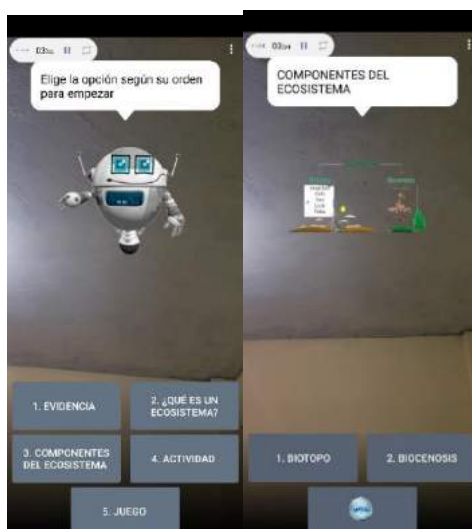 Elige la opción según su orden
para empezar
1. EVIDENCIA
2. ¿QUÉ ES UN
ECOSISTEMA?
3. COMPONENTES
DEL ECOSISTEMA
4. ACTIVIDAD
5. JUEGO
COMPONENTES DEL
ECOSISTEMA
1. BIOTOPO
2. BIOCENOSIS